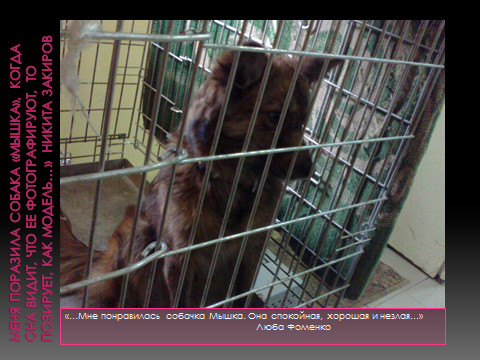 МЕНЯ ПОРАЗИЛА СОБАКА «МЫШКА», КОГДА
ОНА ВИДИТ, ЧТО ЕЕ ФОТОГРАФИРУЮТ, ТО
ПОЗИРУЕТ, КАК МОДЕЛЬ...» НИКИТА ЗАКИРОВ
«...Мне понравилась собачка Мышка. Она спокойная, хорошая и незлая...»
Люба Фоменко